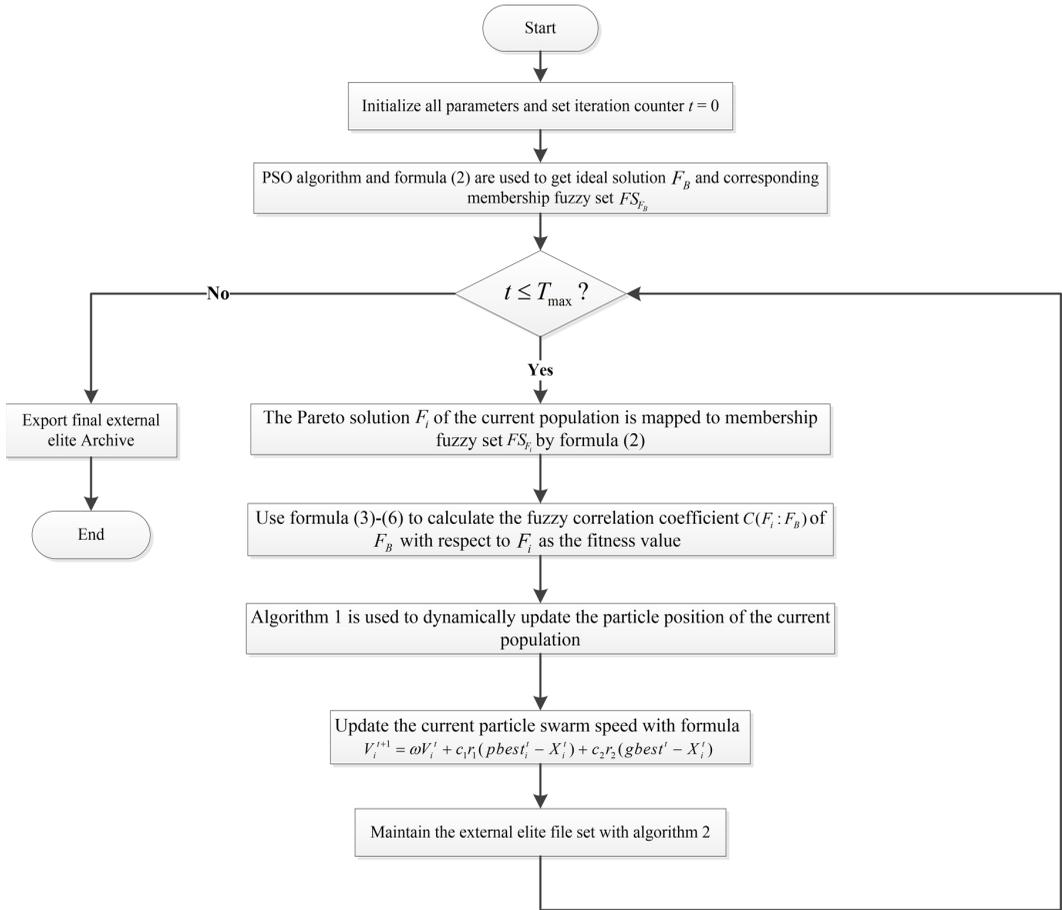 Start
Initialize all parameters and set iteration counter t = 0
PSO algorithm and formula (2) are used to get ideal solution F_B and corresponding
membership fuzzy set FS_{F_B}
t ≤ T_max ?
No
Yes
Export final external
elite Archive
End
The Pareto solution F_i of the current population is mapped to membership
fuzzy set FS_{F_i} by formula (2)
Use formula (3)-(6) to calculate the fuzzy correlation coefficient C(F_i : F_B) of
F_B with respect to F_i as the fitness value
Algorithm 1 is used to dynamically update the particle position of the current
population
Update the current particle swarm speed with formula
V_i^{t+1} = ωV_i^t + c_1r_1(pbest_i^t − X_i^t) + c_2r_2(gbest^t − X_i^t)
Maintain the external elite file set with algorithm 2